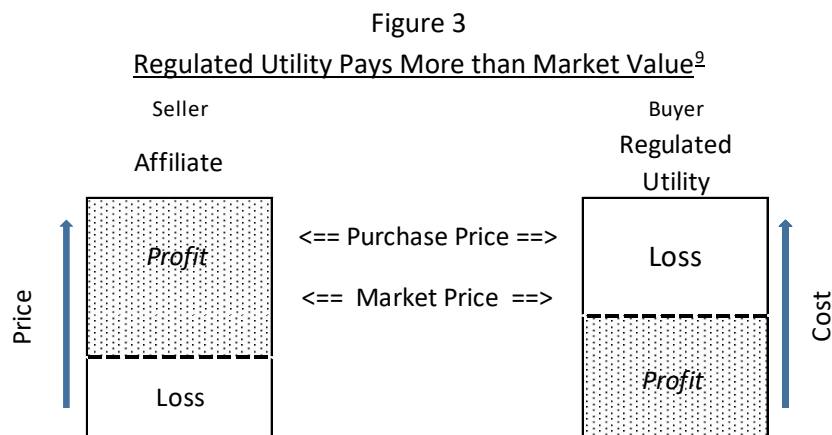 Figure 3
Regulated Utility Pays More than Market Value9
Seller
Buyer
Affiliate
Regulated
Utility
Profit
<== Purchase Price ==>
Loss
<== Market Price ==>
Price
Cost
Loss
Profit